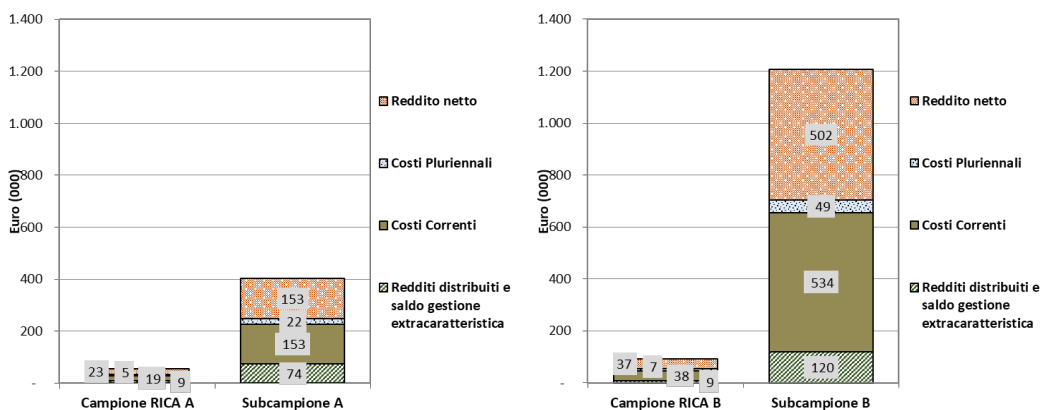 1.400
1.200
1.000
800
600
400
200
-
Euro (000)
23
5
19
9
153
22
153
74
Campione RICA A
Subcampione A
Reddito netto
Costi Pluriennali
Costi Correnti
Redditi distribuiti e
saldo gestione
extracaratteristica
1.400
1.200
1.000
800
600
400
200
-
Euro (000)
37
7
38
9
502
49
534
120
Campione RICA B
Subcampione B
Reddito netto
Costi Pluriennali
Costi Correnti
Redditi distribuiti e
saldo gestione
extracaratteristica